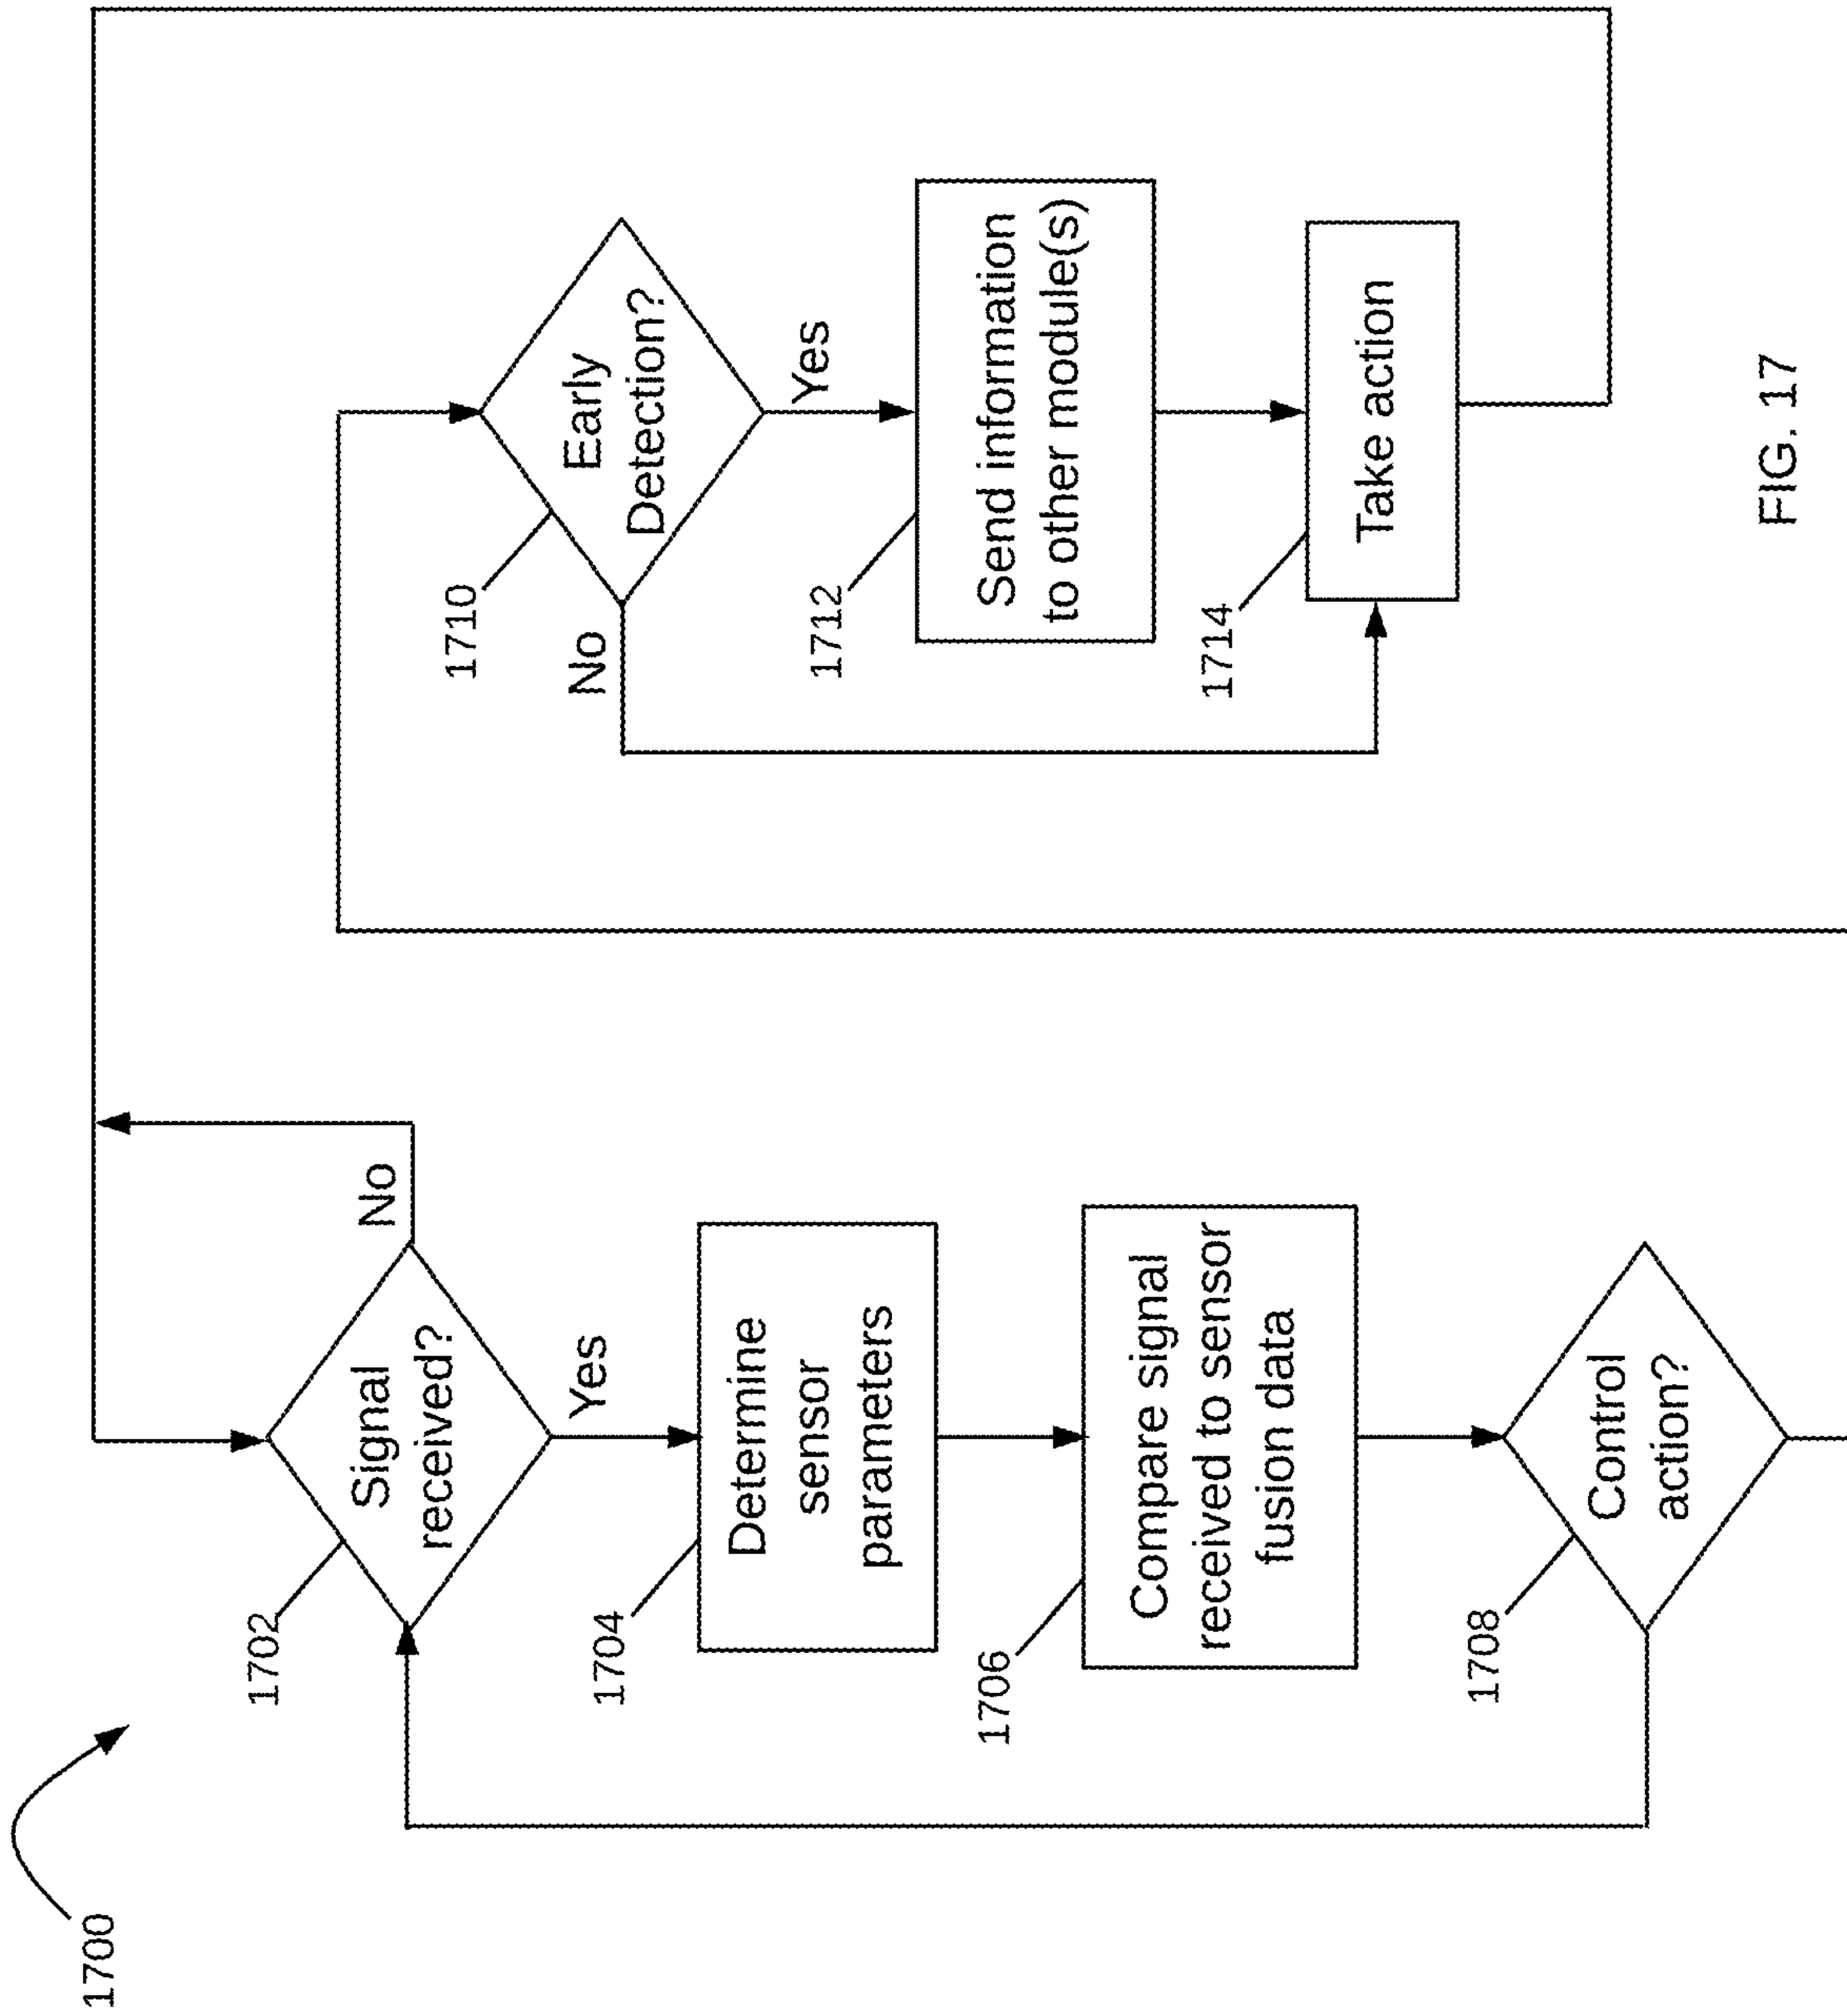 1700
1702
Signal
received?
No
Yes
1704
Determine
sensor
parameters
1706
Compare signal
received to sensor
fusion data
1708
Control
action?
1710
Early
Detection?
No
Yes
1712
Send information
to other module(s)
1714
Take action
FIG. 17